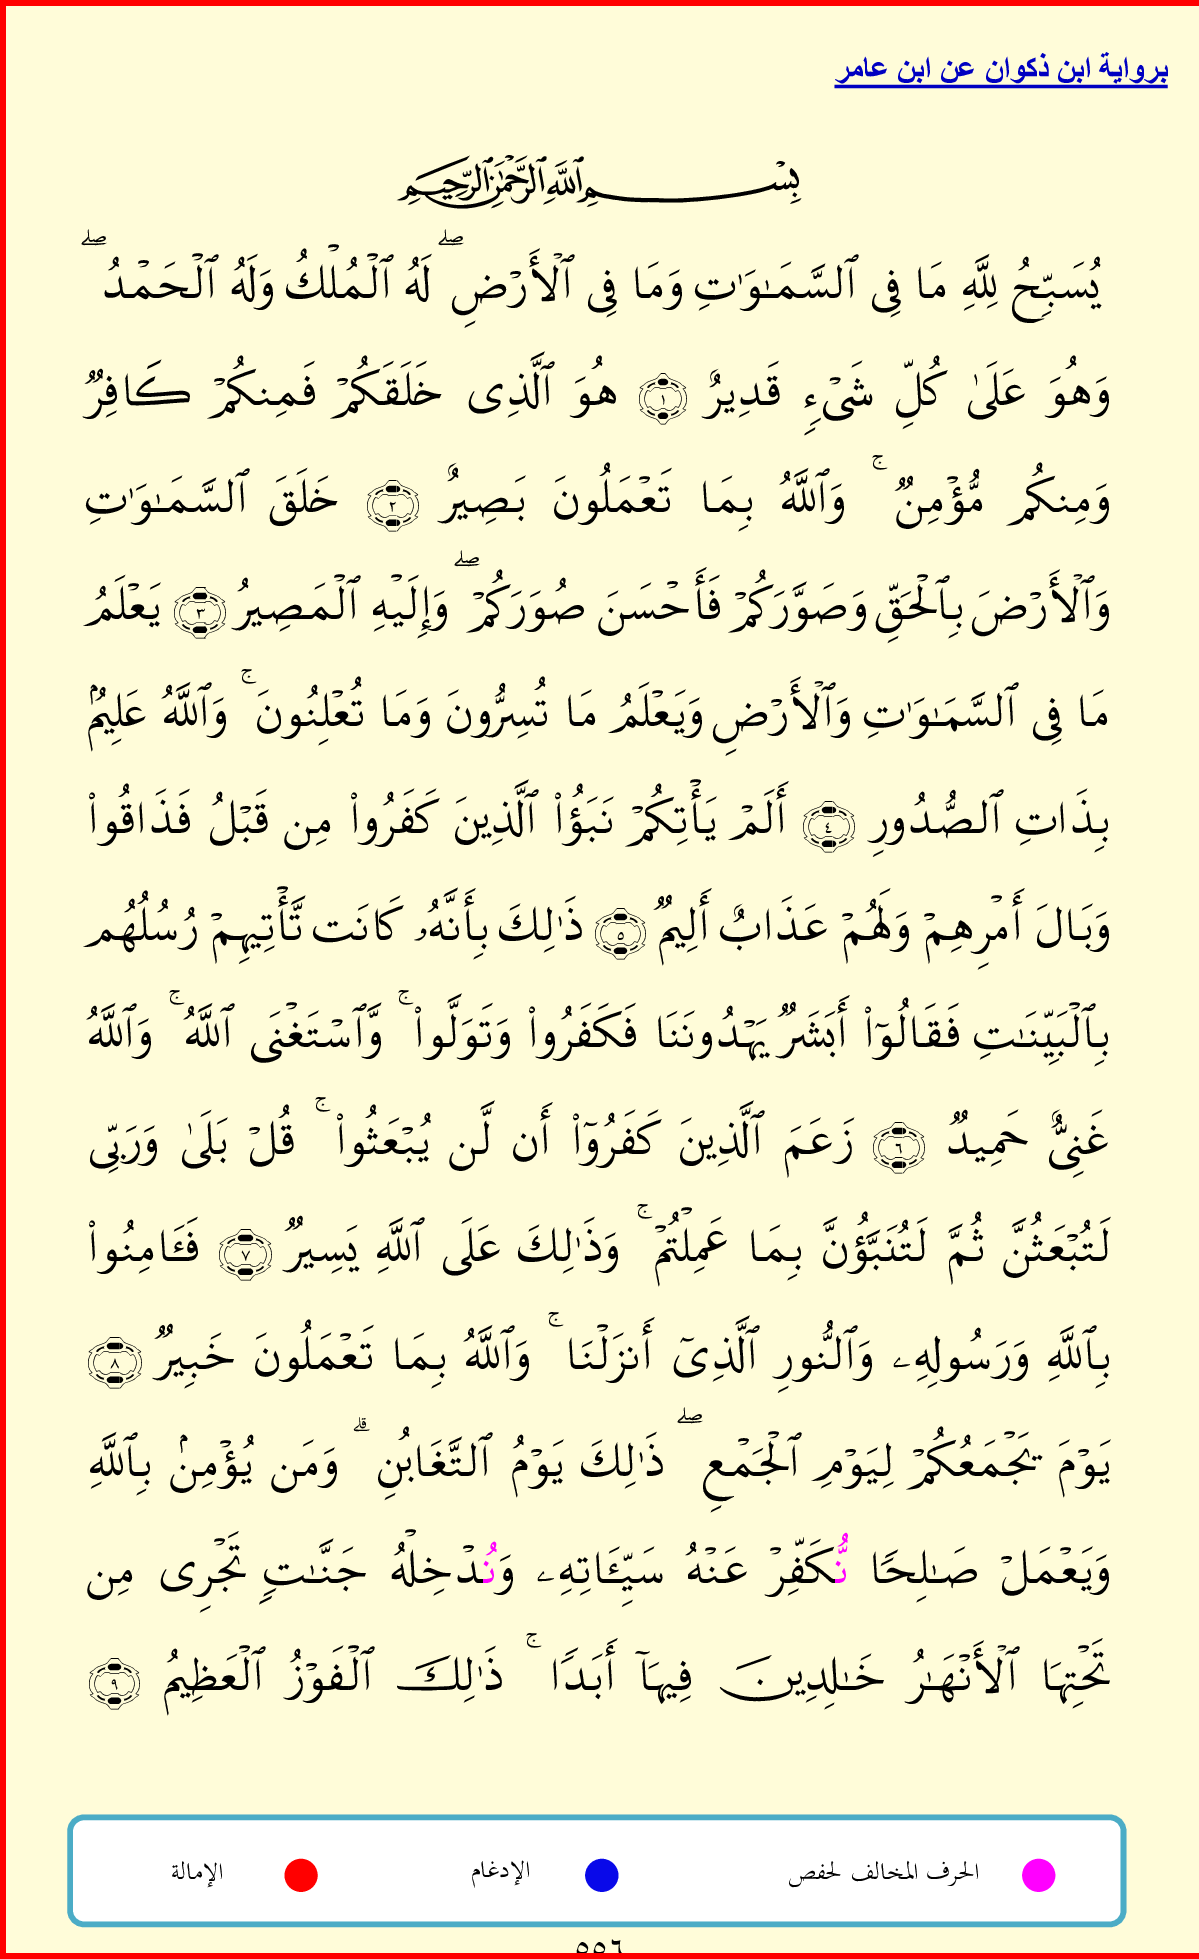 برواية ابن ذكوان عن ابن عامر
بِسْمِ ٱللَّهِ ٱلرَّحْمَٰنِ ٱلرَّحِيمِ
يُسَبِّحُ لِلَّهِ مَا فِى ٱلسَّمَـٰوَٰتِ وَمَا فِى ٱلْأَرْضِ ۖ لَهُ ٱلْمُلْكُ وَلَهُ ٱلْحَمْدُ ۖ
وَهُوَ عَلَىٰ كُلِّ شَىْءٍ قَدِيرٌ ١ هُوَ ٱلَّذِى خَلَقَكُمْ فَمِنكُمْ كَافِرٌ
وَمِنكُم مُّؤْمِنٌ ۚ وَٱللَّهُ بِمَا تَعْمَلُونَ بَصِيرٌ ٢ خَلَقَ ٱلسَّمَـٰوَٰتِ
وَٱلْأَرْضَ بِٱلْحَقِّ وَصَوَّرَكُمْ فَأَحْسَنَ صُوَرَكُمْ ۖ وَإِلَيْهِ ٱلْمَصِيرُ ٣ يَعْلَمُ
مَا فِى ٱلسَّمَـٰوَٰتِ وَٱلْأَرْضِ وَيَعْلَمُ مَا تُسِرُّونَ وَمَا تُعْلِنُونَ ۚ وَٱللَّهُ عَلِيمٌۢ
بِذَاتِ ٱلصُّدُورِ ٤ أَلَمْ يَأْتِكُمْ نَبَؤُا۟ ٱلَّذِينَ كَفَرُوا۟ مِن قَبْلُ فَذَاقُوا۟
وَبَالَ أَمْرِهِمْ وَلَهُمْ عَذَابٌ أَلِيمٌ ٥ ذَٰلِكَ بِأَنَّهُۥ كَانَت تَّأْتِيهِمْ رُسُلُهُم
بِٱلْبَيِّنَـٰتِ فَقَالُوٓا۟ أَبَشَرٌ يَهْدُونَنَا فَكَفَرُوا۟ وَتَوَلَّوا۟ ۚ وَّٱسْتَغْنَى ٱللَّهُ ۚ وَٱللَّهُ
غَنِىٌّ حَمِيدٌ ٦ زَعَمَ ٱلَّذِينَ كَفَرُوٓا۟ أَن لَّن يُبْعَثُوا۟ ۚ قُلْ بَلَىٰ وَرَبِّى
لَتُبْعَثُنَّ ثُمَّ لَتُنَبَّؤُنَّ بِمَا عَمِلْتُمْ ۚ وَذَٰلِكَ عَلَى ٱللَّهِ يَسِيرٌ ٧ فَـَٔامِنُوا۟
بِٱللَّهِ وَرَسُولِهِۦ وَٱلنُّورِ ٱلَّذِىٓ أَنزَلْنَا ۚ وَٱللَّهُ بِمَا تَعْمَلُونَ خَبِيرٌ ٨
يَوْمَ يَجْمَعُكُمْ لِيَوْمِ ٱلْجَمْعِ ۖ ذَٰلِكَ يَوْمُ ٱلتَّغَابُنِ ۗ وَمَن يُؤْمِنۢ بِٱللَّهِ
وَيَعْمَلْ صَـٰلِحًا نُّكَفِّرْ عَنْهُ سَيِّـَٔاتِهِۦ وَنُدْخِلْهُ جَنَّـٰتٍ تَجْرِى مِن
تَحْتِهَا ٱلْأَنْهَـٰرُ خَـٰلِدِينَ فِيهَآ أَبَدًا ۚ ذَٰلِكَ ٱلْفَوْزُ ٱلْعَظِيمُ ٩
الحرف المخالف لحفص الإدغام الإمالة
٥٥٦